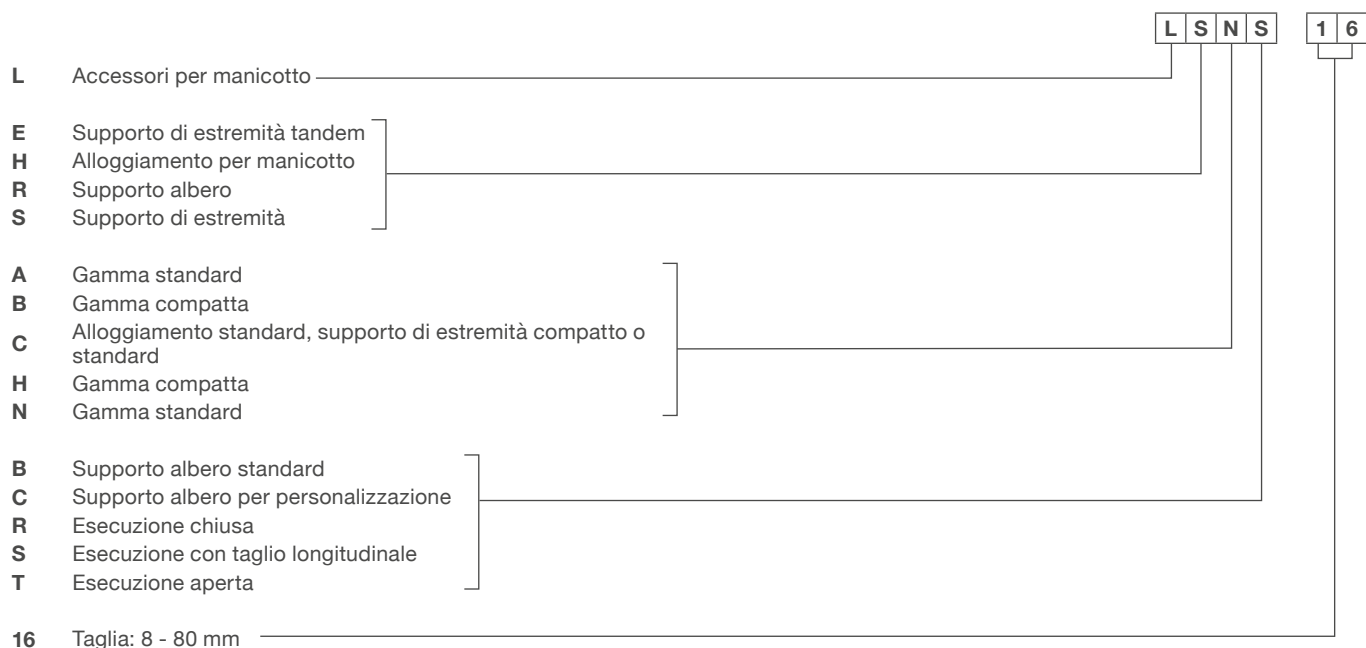 L S N S 1 6
L Accessori per manicotto
E Supporto di estremità tandem
H Alloggiamento per manicotto
R Supporto albero
S Supporto di estremità
A Gamma standard
B Gamma compatta
C Alloggiamento standard, supporto di estremità compatto o
standard
H Gamma compatta
N Gamma standard
B Supporto albero standard
C Supporto albero per personalizzazione
R Esecuzione chiusa
S Esecuzione con taglio longitudinale
T Esecuzione aperta
16 Taglia: 8 - 80 mm